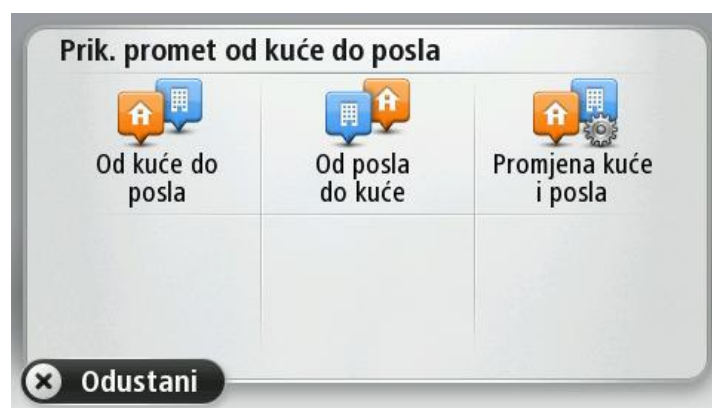 Prik. promet od kuće do posla
Od kuće do
posla
Od posla
do kuće
Promjena kuće
i posla
Odustani